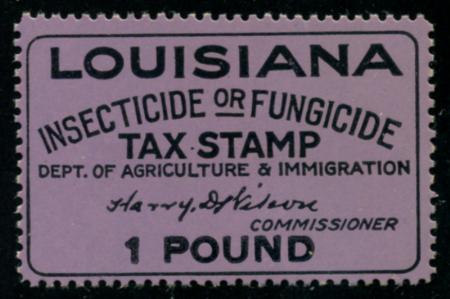 LOUISIANA
INSECTICIDE OR FUNGICIDE
TAX STAMP
DEPT. OF AGRICULTURE & IMMIGRATION
Harry D. Wilson
COMMISSIONER
1 POUND